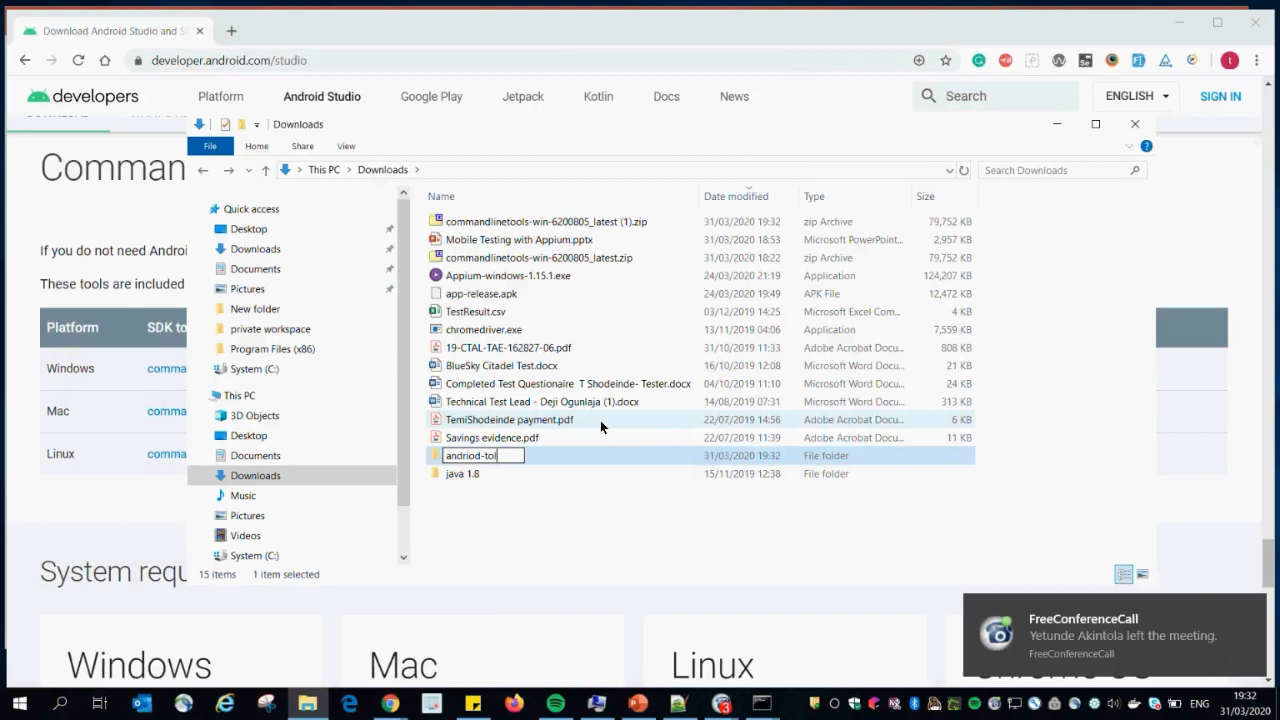 Download Android Studio and S
developer.android.com/studio
developers
Platform
Android Studio
Google Play
Jetpack
Kotlin
Docs
News
Search
ENGLISH
SIGN IN
Downloads
File
Home
Share
View
This PC
Downloads
Search Downloads
Comman
If you do not need Androi
These tools are included
Platform
SDK to
Windows
comma
Mac
comma
Linux
comma
Quick access
Desktop
Downloads
Documents
Pictures
New folder
private workspace
Program Files (x86)
System (C:)
This PC
3D Objects
Desktop
Documents
Downloads
Music
Pictures
Videos
System (C:)
Name Date modified Type Size
commandlinetools-win-6200805_latest (1).zip 31/03/2020 19:32 zip Archive 79,752 KB
Mobile Testing with Appium.pptx 31/03/2020 18:53 Microsoft PowerPoint... 2,957 KB
commandlinetools-win-6200805_latest.zip 31/03/2020 18:22 zip Archive 79,752 KB
Appium-windows-1.15.1.exe 24/03/2020 21:19 Application 124,207 KB
app-release.apk 24/03/2020 19:49 APK File 12,472 KB
TestResult.csv 03/12/2019 14:25 Microsoft Excel Com... 4 KB
chromedriver.exe 13/11/2019 04:06 Application 7,559 KB
19-CTAL-TAE-162827-06.pdf 31/10/2019 11:33 Adobe Acrobat Docu... 808 KB
BlueSky Citadel Test.docx 16/10/2019 12:08 Microsoft Word Docu... 21 KB
Completed Test Questionaire T Shodeinde- Tester.docx 04/10/2019 11:10 Microsoft Word Docu... 24 KB
Technical Test Lead - Deji Ogunlaja (1).docx 14/08/2019 07:31 Microsoft Word Docu... 313 KB
TemiShodeinde payment.pdf 22/07/2019 14:56 Adobe Acrobat Docu... 6 KB
Savings evidence.pdf 22/07/2019 11:39 Adobe Acrobat Docu... 11 KB
andriod-tol 31/03/2020 19:32 File folder
java 1.8 15/11/2019 12:38 File folder
15 items 1 item selected
System requ
Windows
Mac
Linux
FreeConferenceCall
Yetunde Akintola left the meeting.
FreeConferenceCall
ENG
19:32
31/03/2020